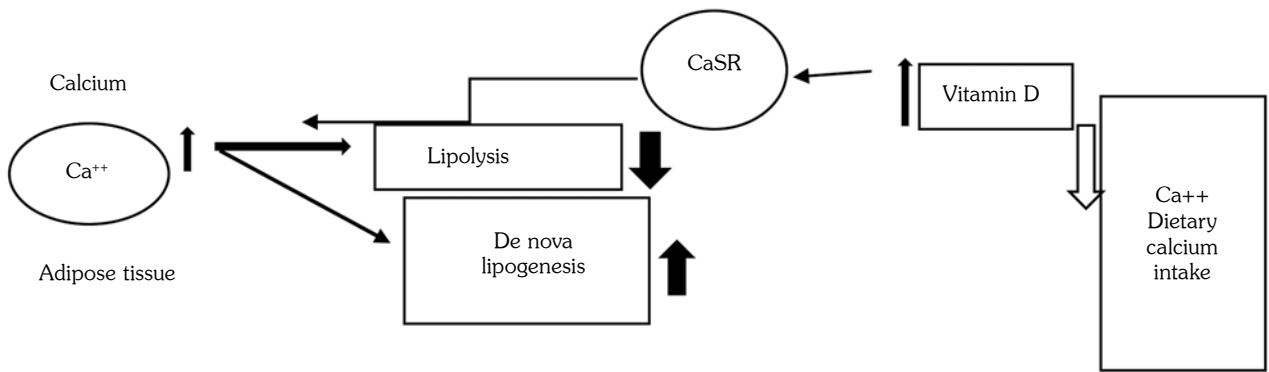 Calcium
Ca⁺⁺
Adipose tissue
Lipolysis
De nova
lipogenesis
CaSR
Vitamin D
Ca++
Dietary
calcium
intake